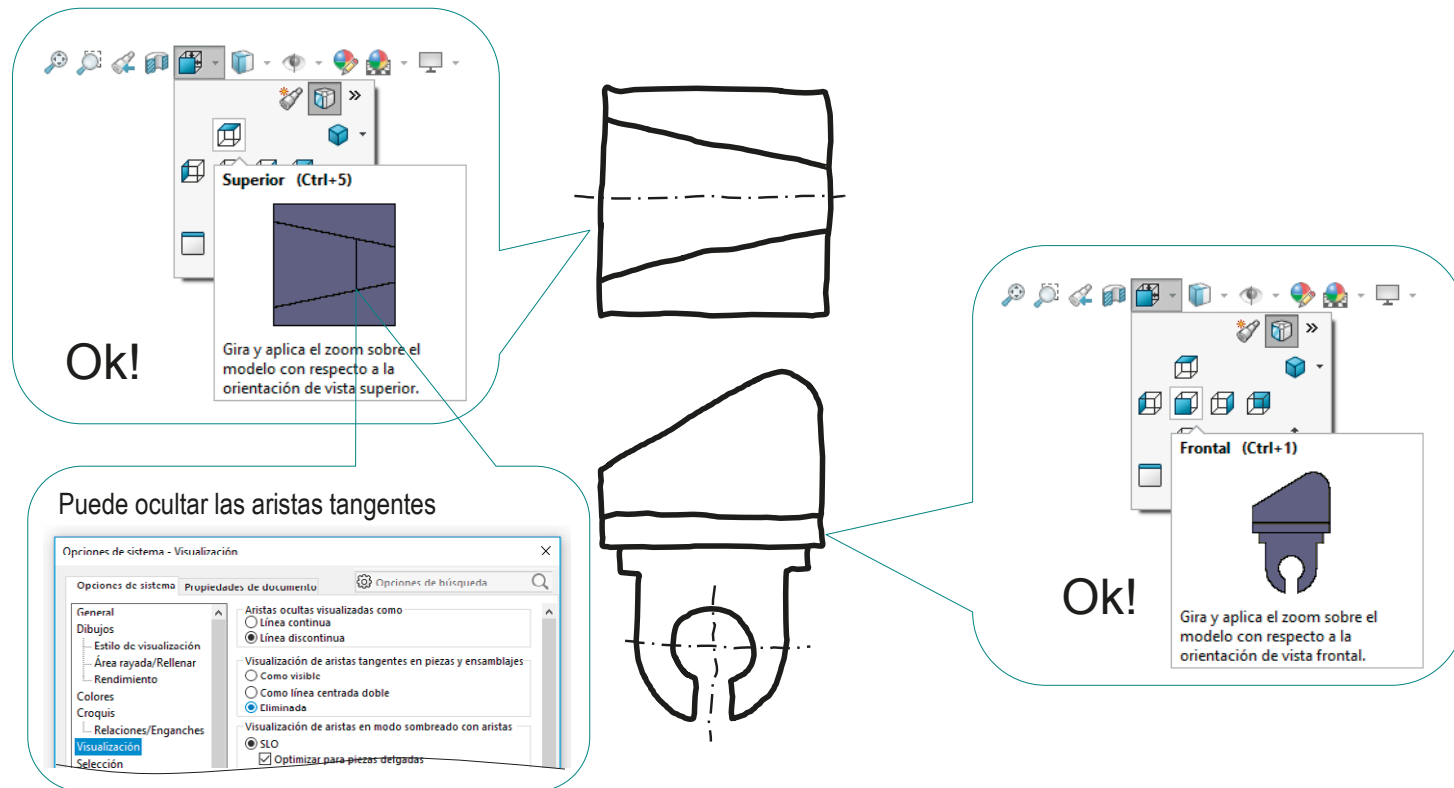 »
Superior (Ctrl+5)
Gira y aplica el zoom sobre el
modelo con respecto a la
orientación de vista superior.
Ok!
»
Frontal (Ctrl+1)
Gira y aplica el zoom sobre el
modelo con respecto a la
orientación de vista frontal.
Ok!
Puede ocultar las aristas tangentes
Opciones de sistema - Visualización
Opciones de sistema Propiedades de documento
Opciones de búsqueda
General
Dibujos
Estilo de visualización
Área rayada/Rellenar
Rendimiento
Colores
Croquis
Relaciones/Enganches
Visualización
Selección
Aristas ocultas visualizadas como
Línea continua
Línea discontinua
Visualización de aristas tangentes en piezas y ensamblajes
Como visible
Como línea centrada doble
Eliminada
Visualización de aristas en modo sombreado con aristas
SLO
Optimizar para piezas delgadas